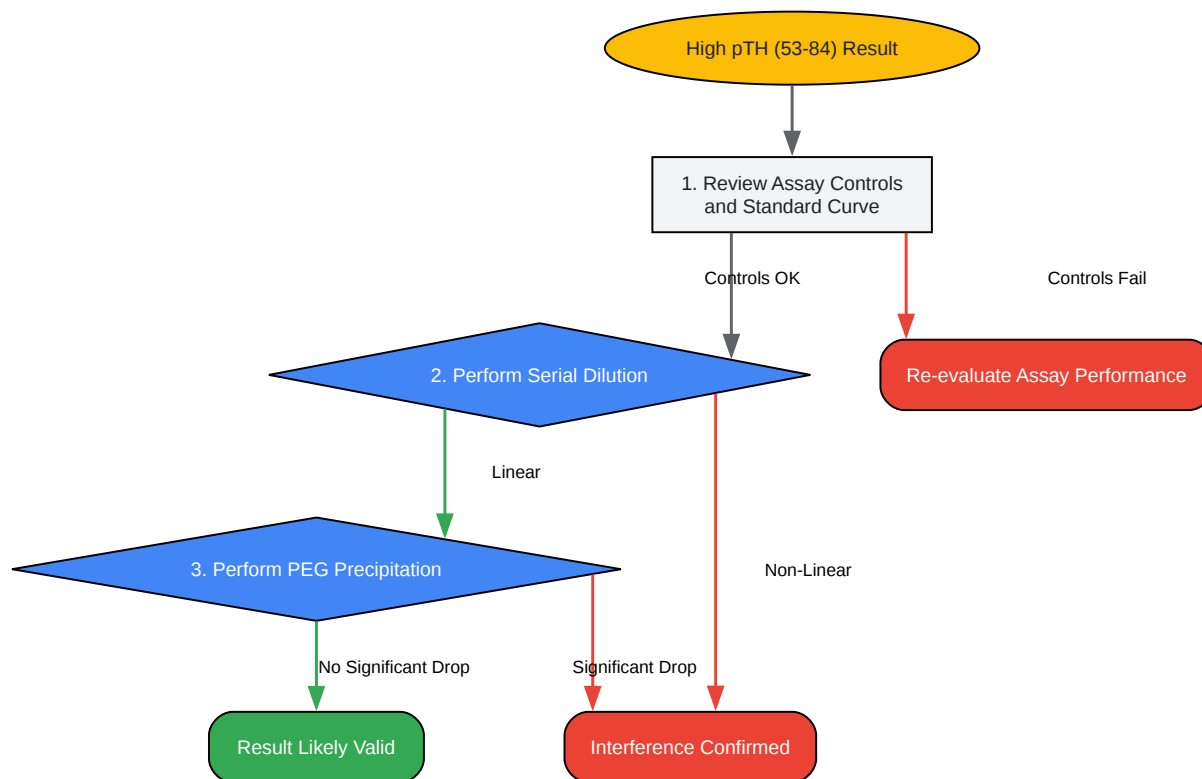 High pTH (53-84) Result
1. Review Assay Controls
and Standard Curve
Controls OK
Controls Fail
2. Perform Serial Dilution
Re-evaluate Assay Performance
Linear
3. Perform PEG Precipitation
Non-Linear
No Significant Drop
Significant Drop
Result Likely Valid
Interference Confirmed